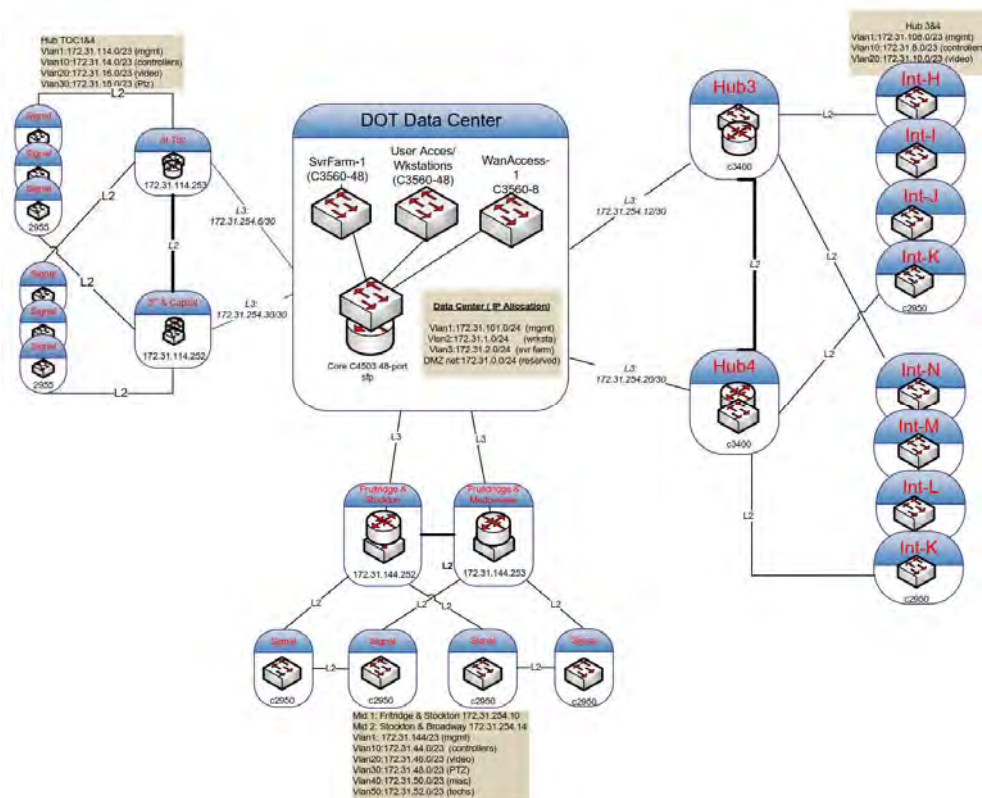 Hub TOC1&4
Vlan1:172.31.114.0/23 (mgmt)
Vlan10:172.31.14.0/23 (controllers)
Vlan20:172.31.16.0/23 (video)
Vlan30:172.31.18.0/23 (Ptz)
L2
Signal
Signal
Signal
2955
L2
L2
172.31.114.253
L2
L3:
172.31.254.6/30
Signal
Signal
Signal
2955
L2
3rd & Capitol
172.31.114.252
L3:
172.31.254.30/30
DOT Data Center
SvrFarm-1
(C3560-48)
User Acces/
Wkstations
(C3560-48)
WanAccess-
1
C3560-8
Core C4503 48-port
sfp
Data Center ( IP Allocation)
Vlan1:172.31.101.0/24 (mgmt)
Vlan2:172.31.1.0/24 (wrksta)
Vlan3:172.31.2.0/24 (svr farm)
DMZ net:172.31.0.0/24 (reserved)
L3:
172.31.254.12/30
L3:
172.31.254.20/30
Hub3
c3400
L2
Hub4
c3400
L2
L2
L2
L2
Hub 3&4
Vlan1:172.31.108.0/23 (mgmt)
Vlan10:172.31.8.0/23 (controllers
Vlan20:172.31.10.0/23 (video)
Int-H
Int-I
Int-J
Int-K
c2950
Int-N
Int-M
Int-L
Int-K
c2950
L3
L3
Fruitridge &
Stockton
172.31.144.252
L2
172.31.144.253
L2
L2
L2
L2
Signal
c2950
L2
Signal
c2950
Signal
c2950
L2
c2950
Mid 1: Fritridge & Stockton 172.31.254.10
Mid 2: Stockton & Broadway 172.31.254.14
Vlan1: 172.31.144/23 (mgmt)
Vlan10:172.31.44.0/23 (controllers)
Vlan20:172.31.46.0/23 (video)
Vlan30:172.31.48.0/23 (PTZ)
Vlan40:172.31.50.0/23 (misc)
Vlan50:172.31.52.0/23 (techs)